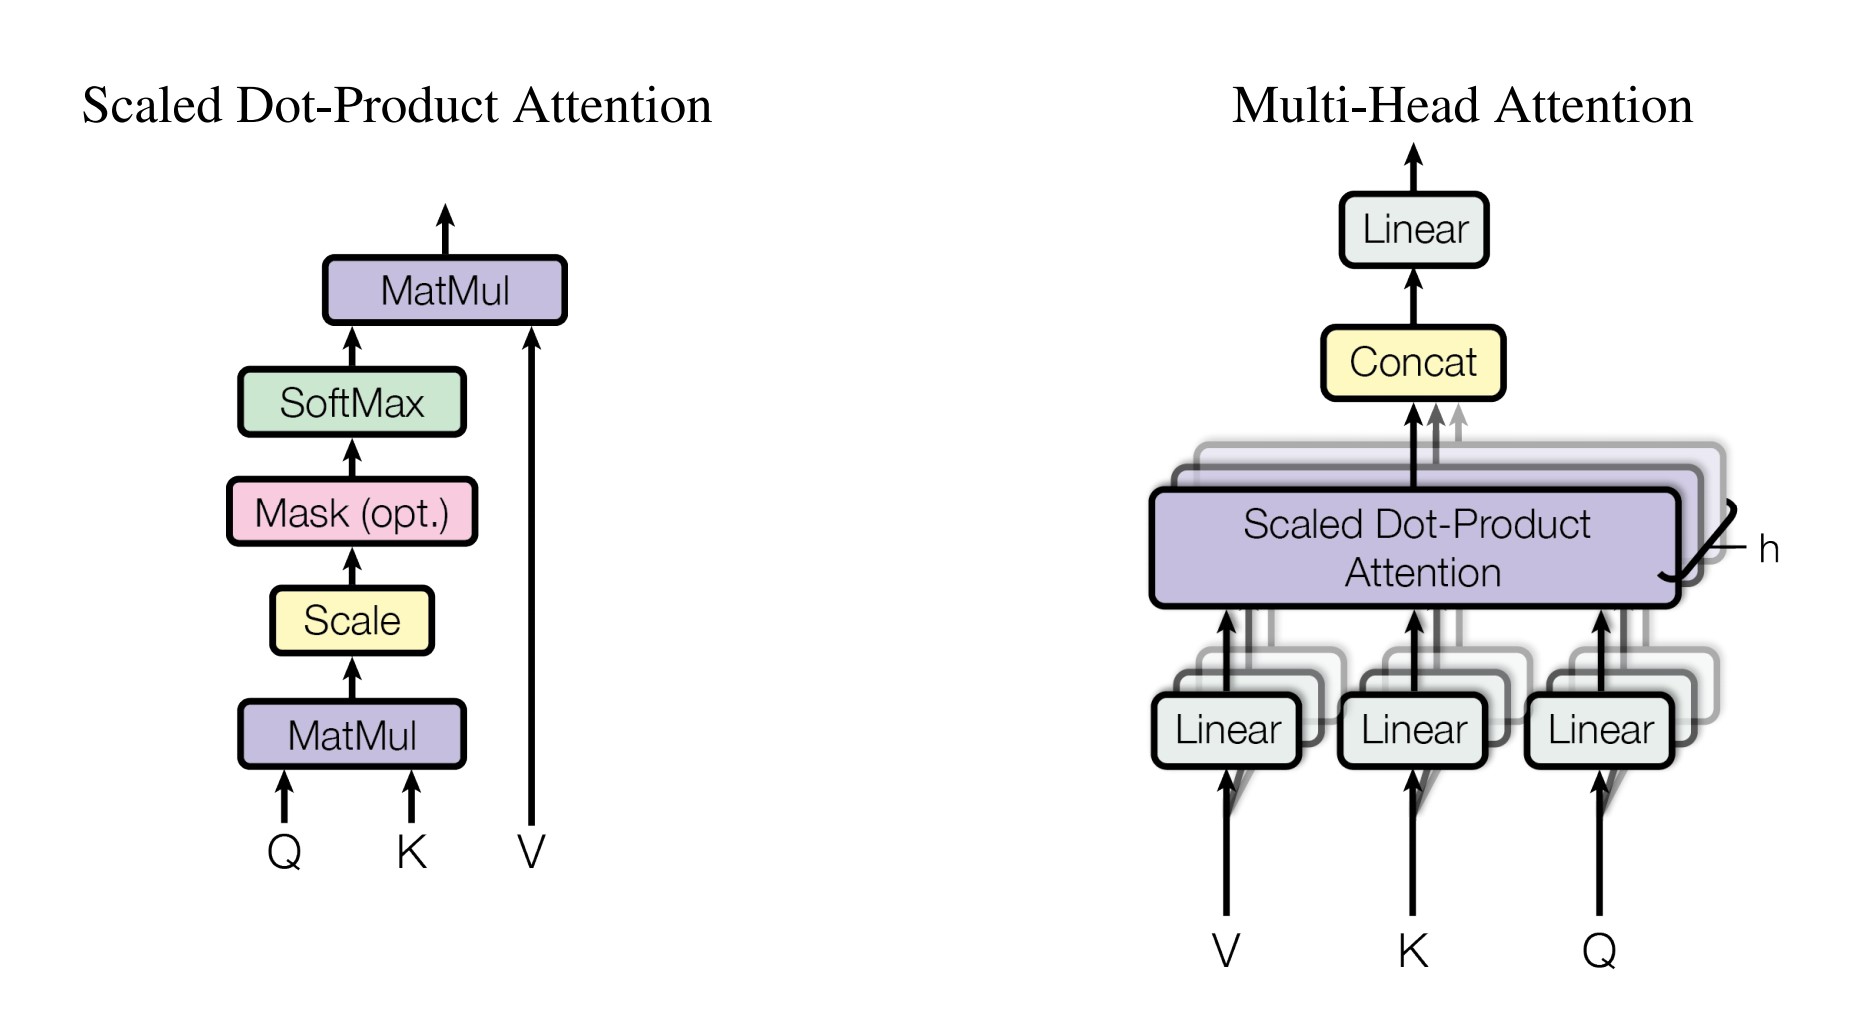 Scaled Dot-Product Attention
MatMul
SoftMax
Mask (opt.)
Scale
MatMul
Q K V
Multi-Head Attention
Linear
Concat
Scaled Dot-Product
Attention
h
Linear Linear Linear
V K Q